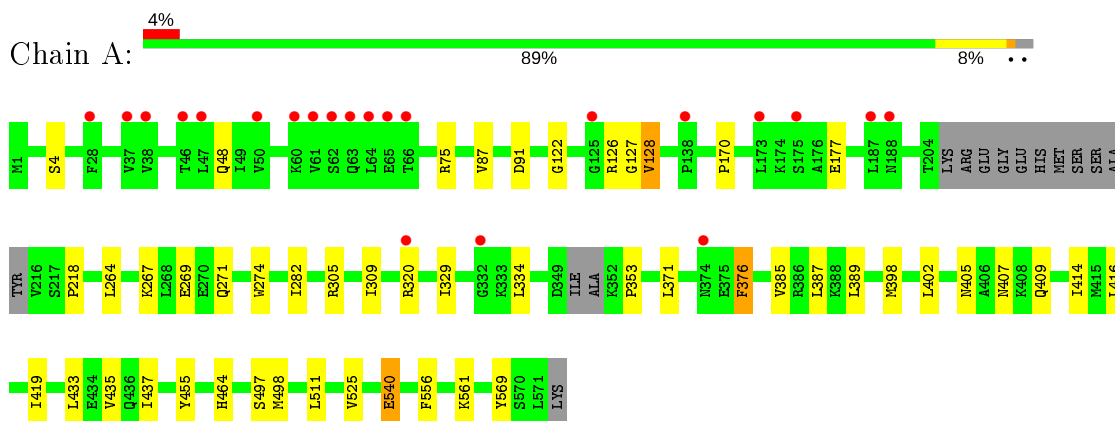 4%
Chain A:
89%
8%
M1 S4 F28 V37 V38 T46 L47 Q48 I49 V50 K60 V61 S62 Q63 L64 E65 T66 R75 V87 D91 G122 G125 R126 G127 V128 P138 P170 L173 K174 S175 A176 E177 L187 N188 T204 LYS ARG GLU GLY GLU HIS MET SER SER ALA
TYR V216 S217 P218 L264 K267 L268 E269 E270 Q271 W274 I282 R305 I309 R320 I329 G332 K333 L334 D349 ILE ALA K352 P353 L371 N374 E375 F376 V385 R386 L387 K388 L389 M398 L402 N405 A406 N407 K408 Q409 I414 M415 L416
I419 L433 E434 V435 Q436 I437 Y455 H464 S497 M498 L511 V525 E540 F556 K561 Y569 S570 L571 LYS